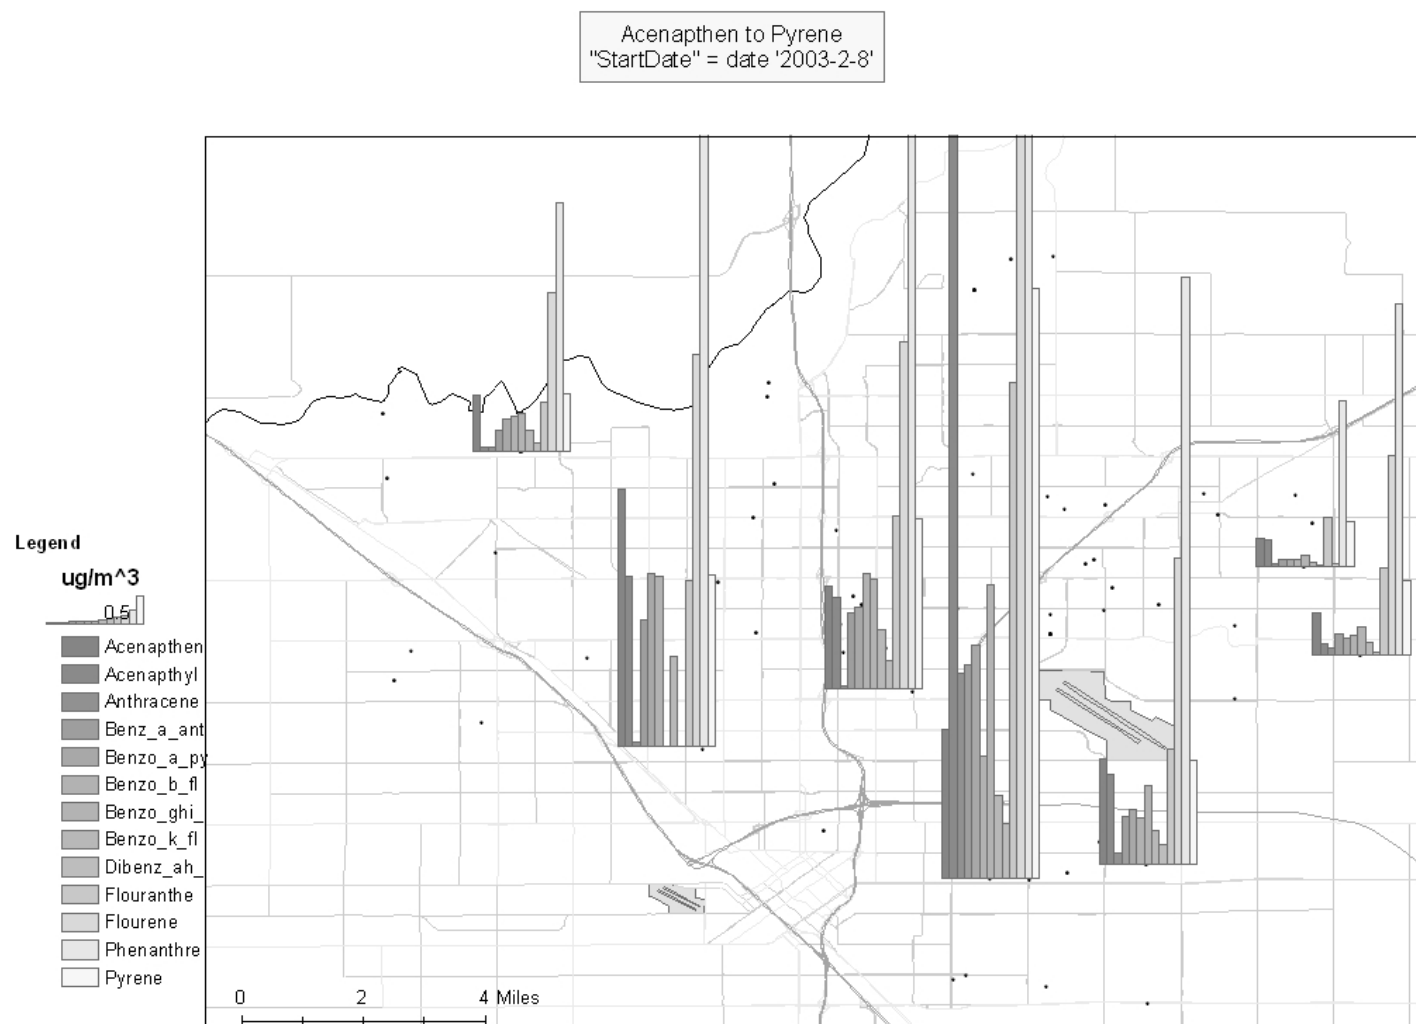 Acenapthen to Pyrene
"StartDate" = date '2003-2-8'
Legend
ug/m^3
0.5
Acenapthen
Acenapthyl
Anthracene
Benz_a_ant
Benzo_a_py
Benzo_b_fl
Benzo_ghi_
Benzo_k_fl
Dibenz_ah_
Flouranthe
Flourene
Phenanthre
Pyrene
0 2 4 Miles